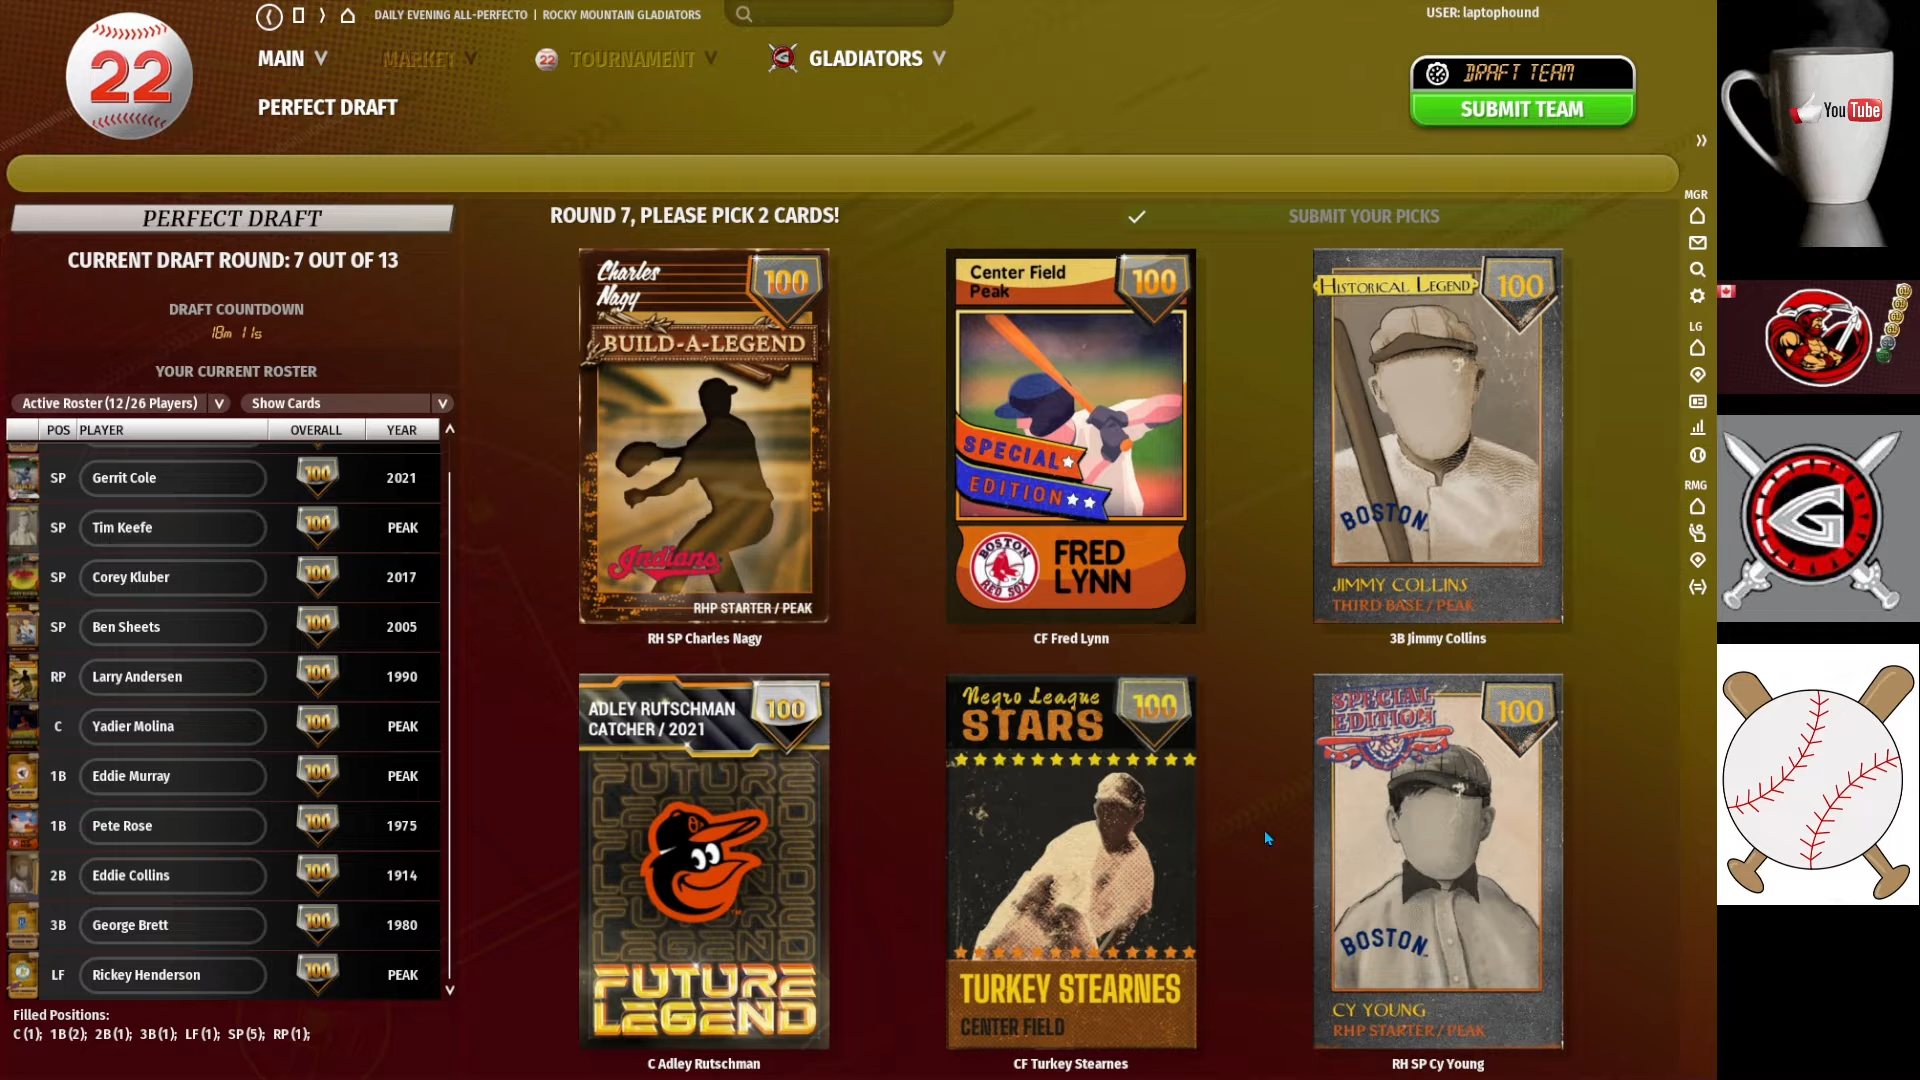 DAILY EVENING ALL-PERFECTO | ROCKY MOUNTAIN GLADIATORS
USER: laptophound
22
MAIN
MARKET
22
TOURNAMENT
GLADIATORS
PERFECT DRAFT
DRAFT TEAM
SUBMIT TEAM
You Tube
PERFECT DRAFT
CURRENT DRAFT ROUND: 7 OUT OF 13
DRAFT COUNTDOWN
18m 11s
YOUR CURRENT ROSTER
Active Roster (12/26 Players)
Show Cards
POS PLAYER OVERALL YEAR
SP Gerrit Cole 100 2021
SP Tim Keefe 100 PEAK
SP Corey Kluber 100 2017
SP Ben Sheets 100 2005
RP Larry Andersen 100 1990
C Yadier Molina 100 PEAK
1B Eddie Murray 100 PEAK
1B Pete Rose 100 1975
2B Eddie Collins 100 1914
3B George Brett 100 1980
LF Rickey Henderson 100 PEAK
Filled Positions:
C (1); 1B (2); 2B (1); 3B (1); LF (1); SP (5); RP (1);
ROUND 7, PLEASE PICK 2 CARDS!
SUBMIT YOUR PICKS
Charles
Nagy
100
BUILD-A-LEGEND
Indians
RHP STARTER / PEAK
RH SP Charles Nagy
Center Field
Peak
100
SPECIAL
EDITION
BOSTON
RED SOX
FRED
LYNN
CF Fred Lynn
HISTORICAL LEGEND
100
BOSTON
JIMMY COLLINS
THIRD BASE / PEAK
3B Jimmy Collins
ADLEY RUTSCHMAN
CATCHER / 2021
100
FUTURE
LEGEND
C Adley Rutschman
Negro League
STARS
100
TURKEY STEARNES
CENTER FIELD
CF Turkey Stearnes
SPECIAL
EDITION
100
BOSTON
CY YOUNG
RHP STARTER / PEAK
RH SP Cy Young
MGR
LG
RMG
G